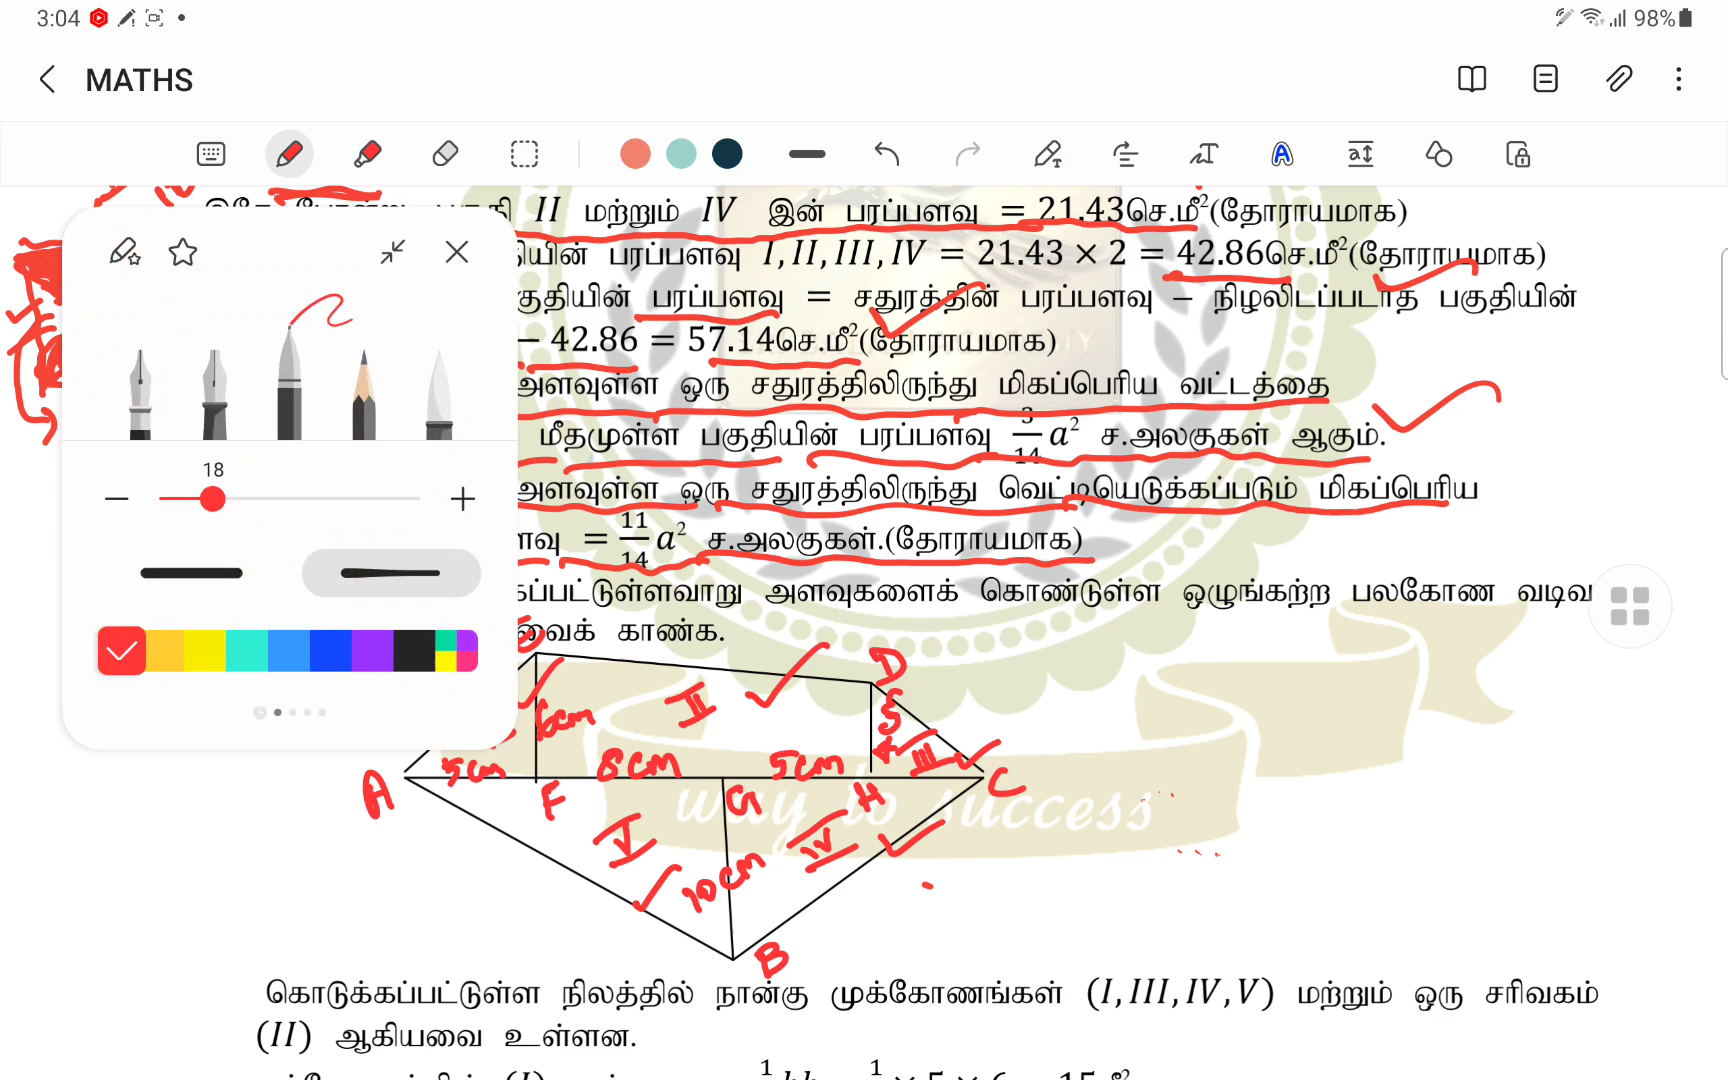 3:04
98%
MATHS
II மற்றும் IV இன் பரப்பளவு = 21.43செ.மீ²(தோராயமாக)
பரப்பளவு I, II, III, IV = 21.43 × 2 = 42.86செ.மீ²(தோராயமாக)
பரப்பளவு = சதுரத்தின் பரப்பளவு − நிழலிடப்படாத பகுதியின்
− 42.86 = 57.14செ.மீ²(தோராயமாக)
அளவுள்ள ஒரு சதுரத்திலிருந்து மிகப்பெரிய வட்டத்தை
மீதமுள்ள பகுதியின் பரப்பளவு 3/14 a² ச.அலகுகள் ஆகும்.
அளவுள்ள ஒரு சதுரத்திலிருந்து வெட்டியெடுக்கப்படும் மிகப்பெரிய
= 11/14 a² ச.அலகுகள்.(தோராயமாக)
அளவுகளைக் கொண்டுள்ள ஒழுங்கற்ற பலகோண வடிவ
காண்க.
18
D
II
6cm
5cm 8cm 5cm III
A F G H C
way to success
V IV
10cm
B
கொடுக்கப்பட்டுள்ள நிலத்தில் நான்கு முக்கோணங்கள் (I, III, IV, V) மற்றும் ஒரு சரிவகம்
(II) ஆகியவை உள்ளன.